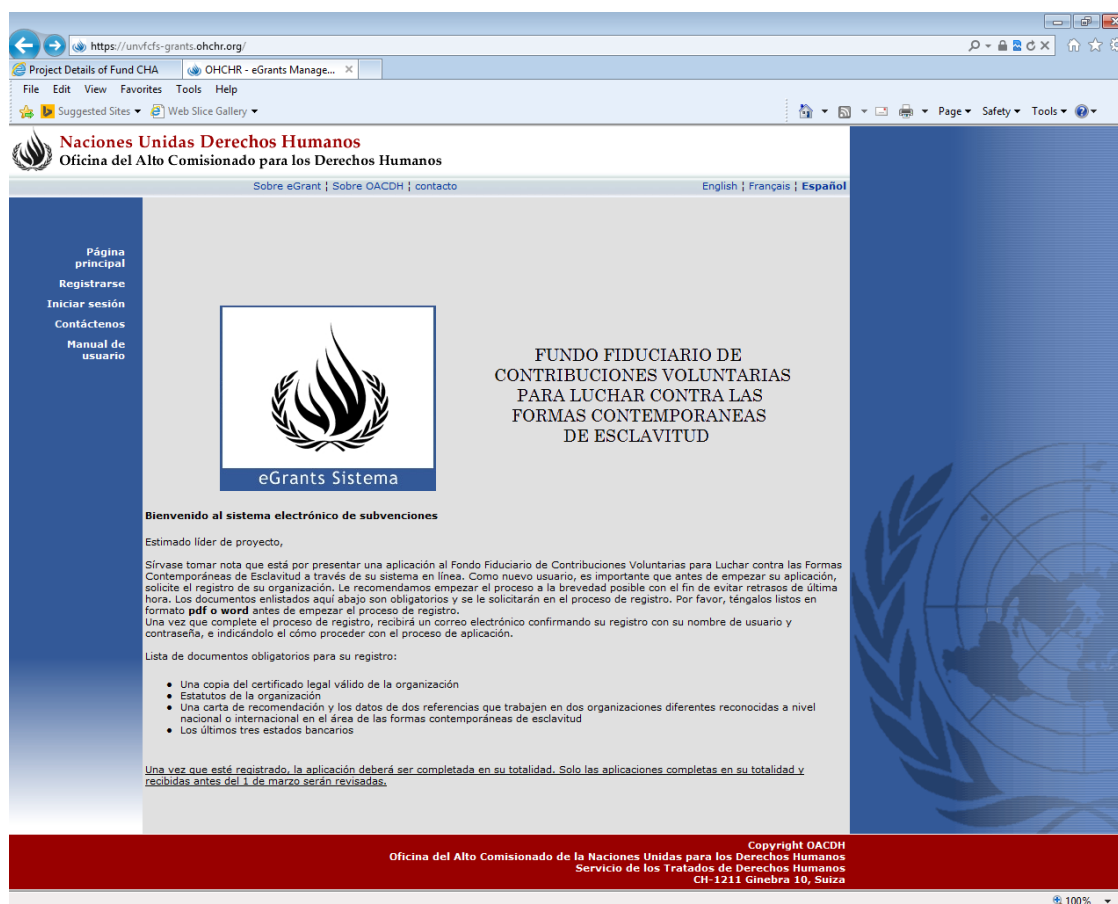 https://unvfcfs-grants.ohchr.org/
Project Details of Fund CHA
OHCHR - eGrants Manage...
File Edit View Favorites Tools Help
Suggested Sites
Web Slice Gallery
Page Safety Tools
Naciones Unidas Derechos Humanos
Oficina del Alto Comisionado para los Derechos Humanos
Sobre eGrant ¦ Sobre OACDH ¦ contacto
English ¦ Français ¦ Español
Página
principal
Registrarse
Iniciar sesión
Contáctenos
Manual de
usuario
eGrants Sistema
FUNDO FIDUCIARIO DE
CONTRIBUCIONES VOLUNTARIAS
PARA LUCHAR CONTRA LAS
FORMAS CONTEMPORANEAS
DE ESCLAVITUD
Bienvenido al sistema electrónico de subvenciones
Estimado líder de proyecto,
Sírvase tomar nota que está por presentar una aplicación al Fondo Fiduciario de Contribuciones Voluntarias para Luchar contra las Formas
Contemporáneas de Esclavitud a través de su sistema en línea. Como nuevo usuario, es importante que antes de empezar su aplicación,
solicite el registro de su organización. Le recomendamos empezar el proceso a la brevedad posible con el fin de evitar retrasos de última
hora. Los documentos enlistados aquí abajo son obligatorios y se le solicitarán en el proceso de registro. Por favor, téngalos listos en
formato pdf o word antes de empezar el proceso de registro.
Una vez que complete el proceso de registro, recibirá un correo electrónico confirmando su registro con su nombre de usuario y
contraseña, e indicándolo el cómo proceder con el proceso de aplicación.
Lista de documentos obligatorios para su registro:
• Una copia del certificado legal válido de la organización
• Estatutos de la organización
• Una carta de recomendación y los datos de dos referencias que trabajen en dos organizaciones diferentes reconocidas a nivel
nacional o internacional en el área de las formas contemporáneas de esclavitud
• Los últimos tres estados bancarios
Una vez que esté registrado, la aplicación deberá ser completada en su totalidad. Solo las aplicaciones completas en su totalidad y
recibidas antes del 1 de marzo serán revisadas.
Copyright OACDH
Oficina del Alto Comisionado de la Naciones Unidas para los Derechos Humanos
Servicio de los Tratados de Derechos Humanos
CH-1211 Ginebra 10, Suiza
100%